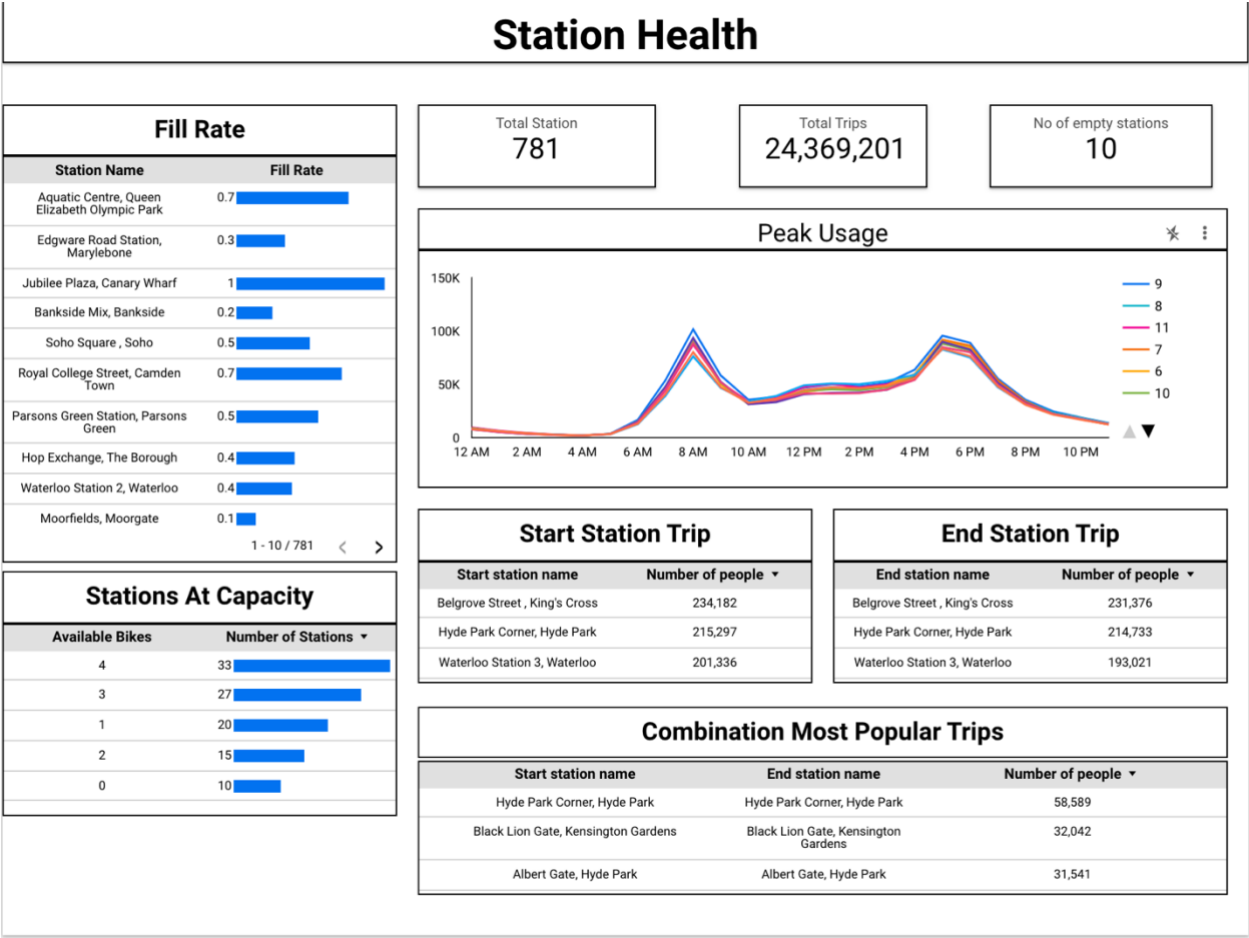 Station Health
Fill Rate
Station Name Fill Rate
Aquatic Centre, Queen
Elizabeth Olympic Park 0.7
Edgware Road Station,
Marylebone 0.3
Jubilee Plaza, Canary Wharf 1
Bankside Mix, Bankside 0.2
Soho Square , Soho 0.5
Royal College Street, Camden
Town 0.7
Parsons Green Station, Parsons
Green 0.5
Hop Exchange, The Borough 0.4
Waterloo Station 2, Waterloo 0.4
Moorfields, Moorgate 0.1
1 - 10 / 781
Stations At Capacity
Available Bikes Number of Stations
4 33
3 27
1 20
2 15
0 10
Total Station
781
Total Trips
24,369,201
No of empty stations
10
Peak Usage
150K
100K
50K
0
12 AM 2 AM 4 AM 6 AM 8 AM 10 AM 12 PM 2 PM 4 PM 6 PM 8 PM 10 PM
9
8
11
7
6
10
Start Station Trip
Start station name Number of people
Belgrove Street , King's Cross 234,182
Hyde Park Corner, Hyde Park 215,297
Waterloo Station 3, Waterloo 201,336
End Station Trip
End station name Number of people
Belgrove Street , King's Cross 231,376
Hyde Park Corner, Hyde Park 214,733
Waterloo Station 3, Waterloo 193,021
Combination Most Popular Trips
Start station name End station name Number of people
Hyde Park Corner, Hyde Park Hyde Park Corner, Hyde Park 58,589
Black Lion Gate, Kensington Gardens Black Lion Gate, Kensington 32,042
Gardens
Albert Gate, Hyde Park Albert Gate, Hyde Park 31,541